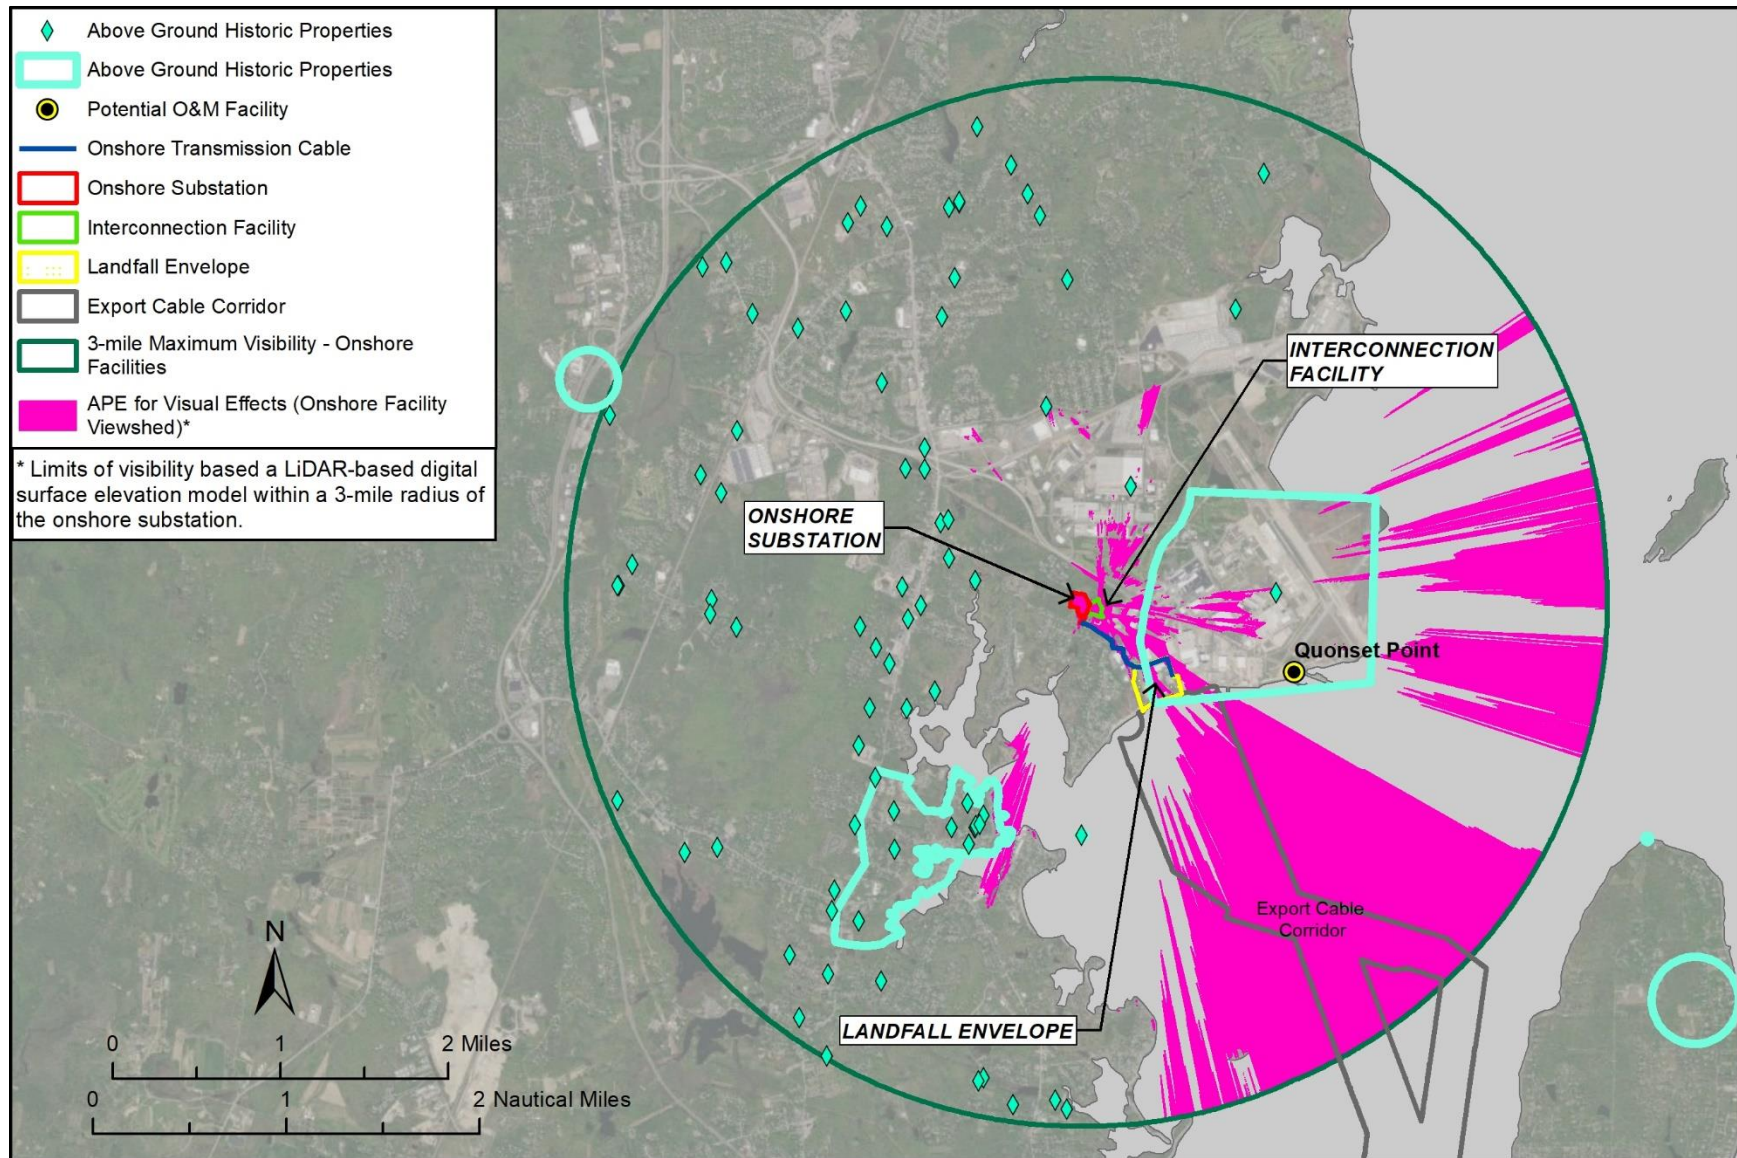 Above Ground Historic Properties
Above Ground Historic Properties
Potential O&M Facility
Onshore Transmission Cable
Onshore Substation
Interconnection Facility
Landfall Envelope
Export Cable Corridor
3-mile Maximum Visibility - Onshore
Facilities
APE for Visual Effects (Onshore Facility
Viewshed)*
* Limits of visibility based a LiDAR-based digital
surface elevation model within a 3-mile radius of
the onshore substation.
INTERCONNECTION
FACILITY
ONSHORE
SUBSTATION
Quonset Point
Export Cable
Corridor
LANDFALL ENVELOPE
N
0 1 2 Miles
0 1 2 Nautical Miles